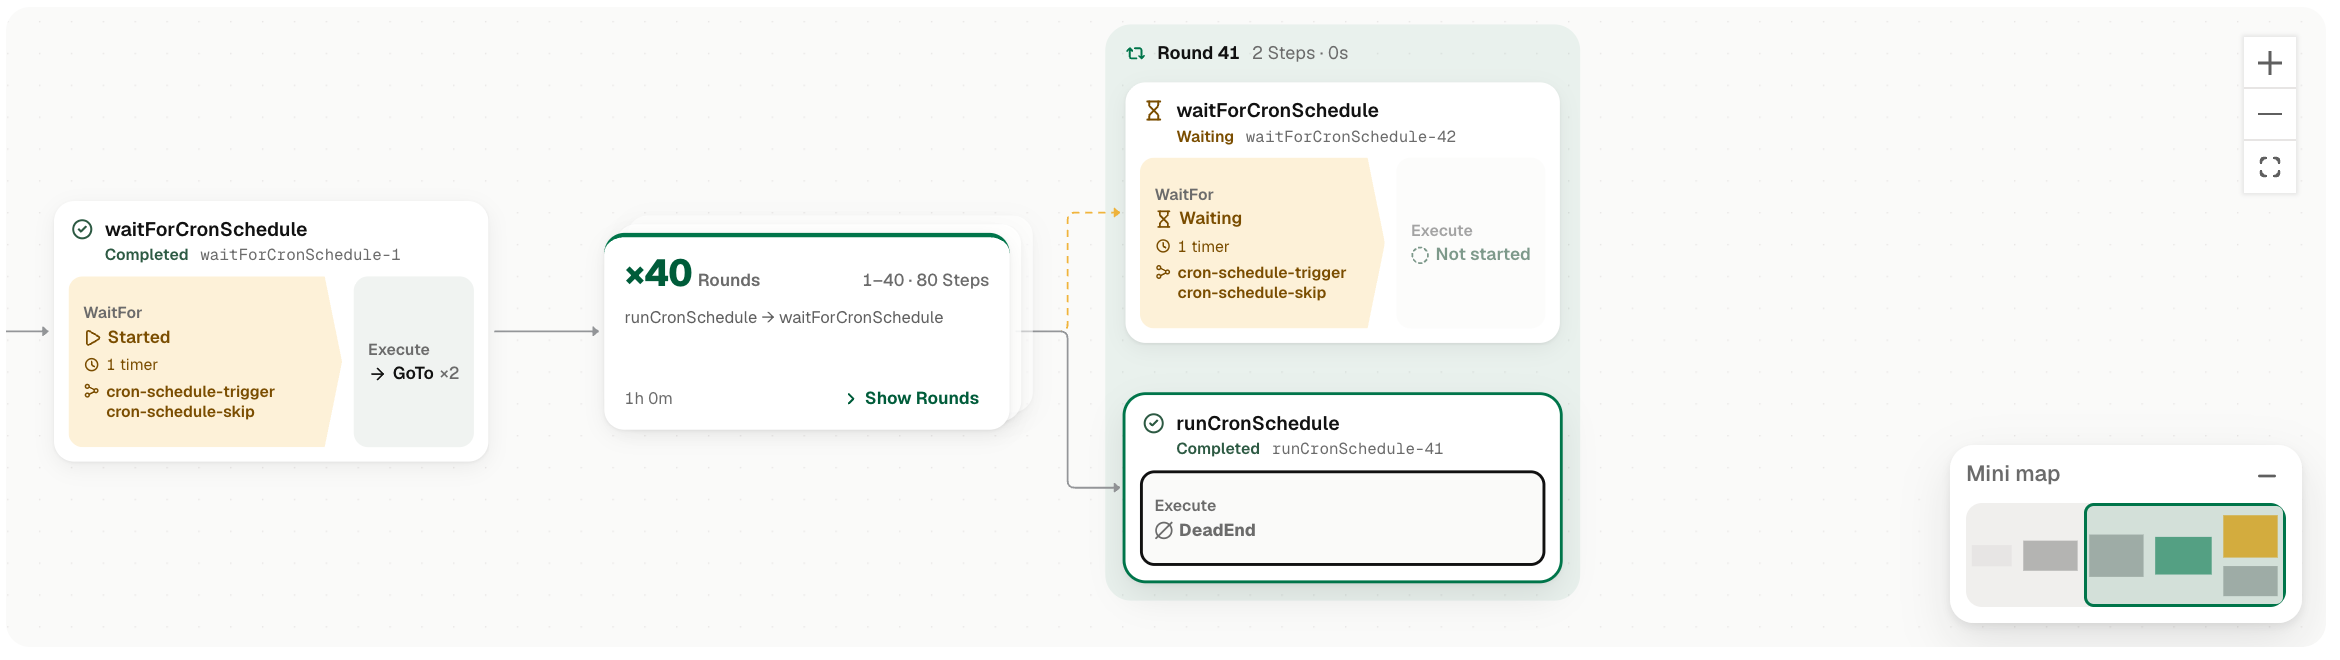 waitForCronSchedule
Completed waitForCronSchedule-1
WaitFor
Started
1 timer
cron-schedule-trigger
cron-schedule-skip
Execute
GoTo ×2
×40 Rounds 1–40 · 80 Steps
runCronSchedule → waitForCronSchedule
1h 0m
Show Rounds
Round 41 2 Steps · 0s
waitForCronSchedule
Waiting waitForCronSchedule-42
WaitFor
Waiting
1 timer
cron-schedule-trigger
cron-schedule-skip
Execute
Not started
runCronSchedule
Completed runCronSchedule-41
Execute
DeadEnd
Mini map